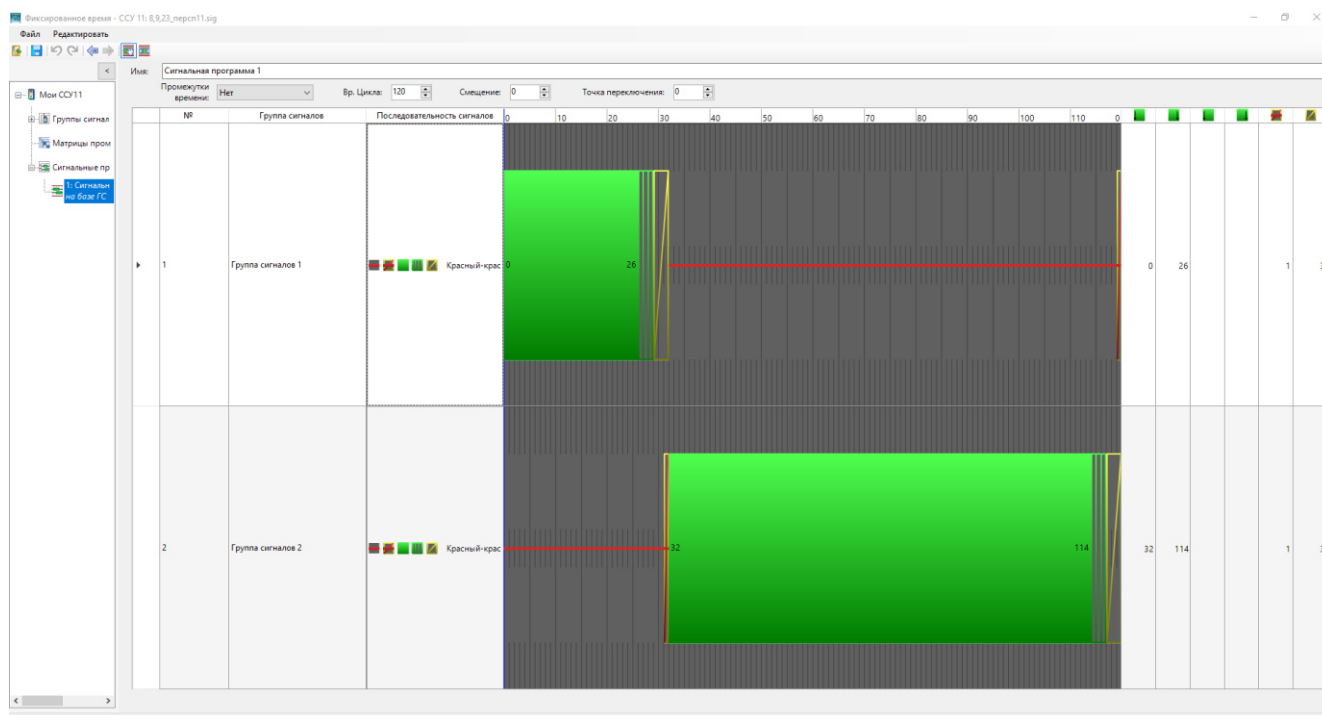 Фиксированное время - ССУ 11: 8,9,23_персп11.sig
Файл Редактировать
< Имя: Сигнальная программа 1
Мои ССУ11
Группы сигнал
Матрицы пром
Сигнальные пр
1: Сигнальн
на базе ГС
Промежутки
времени: Нет Вр. Цикла: 120 Смещение: 0 Точка переключения: 0
№ Группа сигналов Последовательность сигналов 0 10 20 30 40 50 60 70 80 90 100 110 0
1 Группа сигналов 1 Красный-крас 0 26 0 26 1 3
2 Группа сигналов 2 Красный-крас 32 114 32 114 1 3